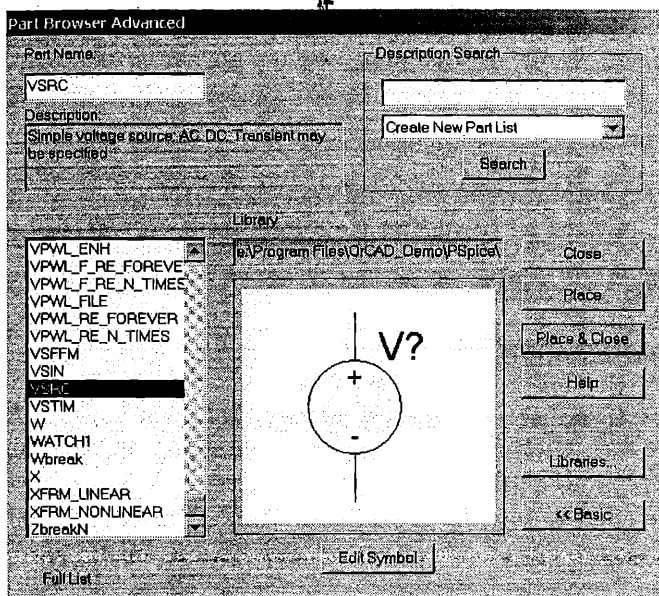 Part Browser Advanced
Part Name:
VSRC
Description:
Simple voltage source; AC, DC, Transient may
be specified
Description Search
Create New Part List
Search
Library
e:\Program Files\OrCAD_Demo\PSpice\
VPWL_ENH
VPWL_F_RE_FOREVE
VPWL_F_RE_N_TIMES
VPWL_FILE
VPWL_RE_FOREVER
VPWL_RE_N_TIMES
VSFFM
VSIN
VSRC
VSTIM
W
WATCH1
Wbreak
X
XFRM_LINEAR
XFRM_NONLINEAR
ZbreakN
Full List
V?
+
-
Edit Symbol
Close
Place
Place & Close
Help
Libraries...
<< Basic